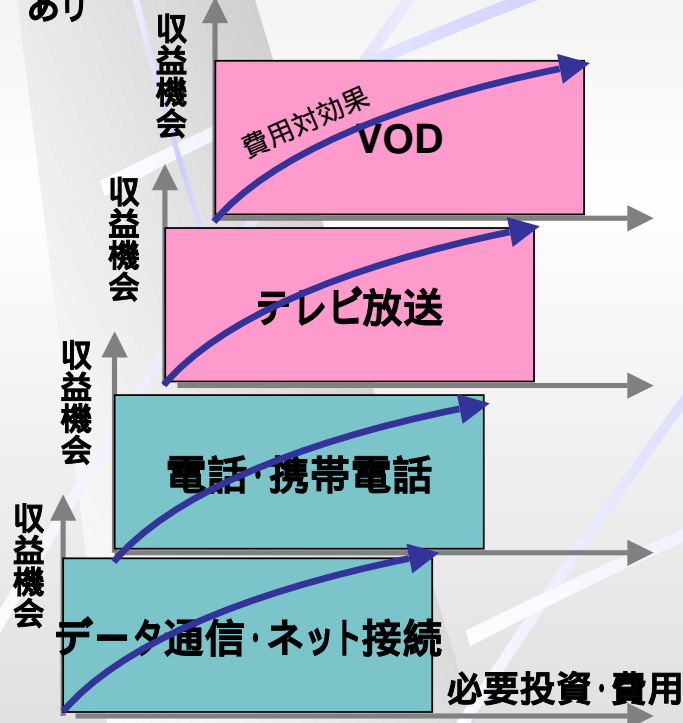 あり
収益機会
費用対効果
VOD
収益機会
テレビ放送
収益機会
電話・携帯電話
収益機会
データ通信・ネット接続
必要投資・費用